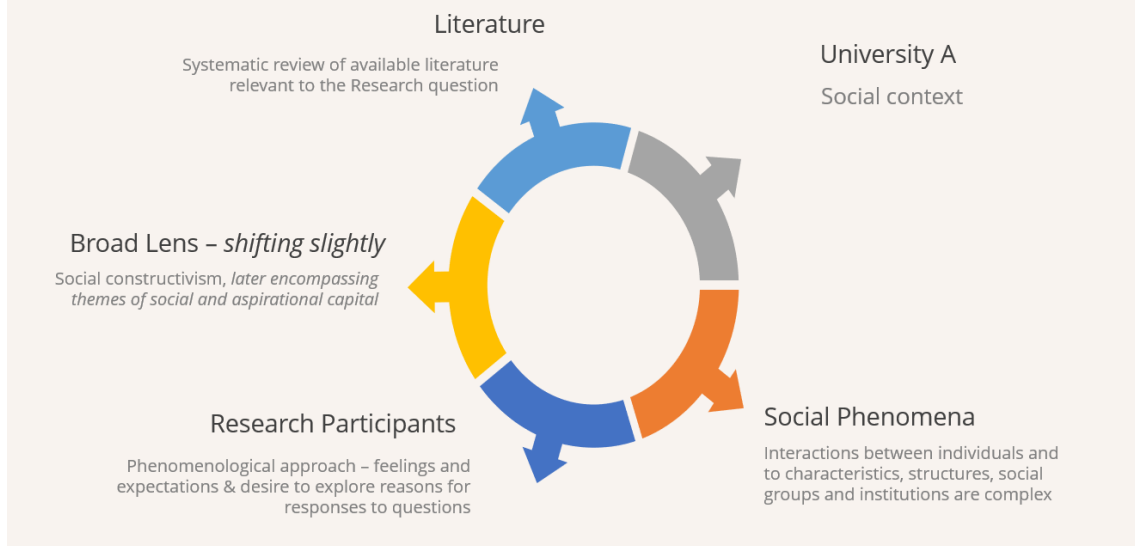 Literature
Systematic review of available literature
relevant to the Research question
University A
Social context
Broad Lens – shifting slightly
Social constructivism, later encompassing
themes of social and aspirational capital
Research Participants
Phenomenological approach – feelings and
expectations & desire to explore reasons for
responses to questions
Social Phenomena
Interactions between individuals and
to characteristics, structures, social
groups and institutions are complex